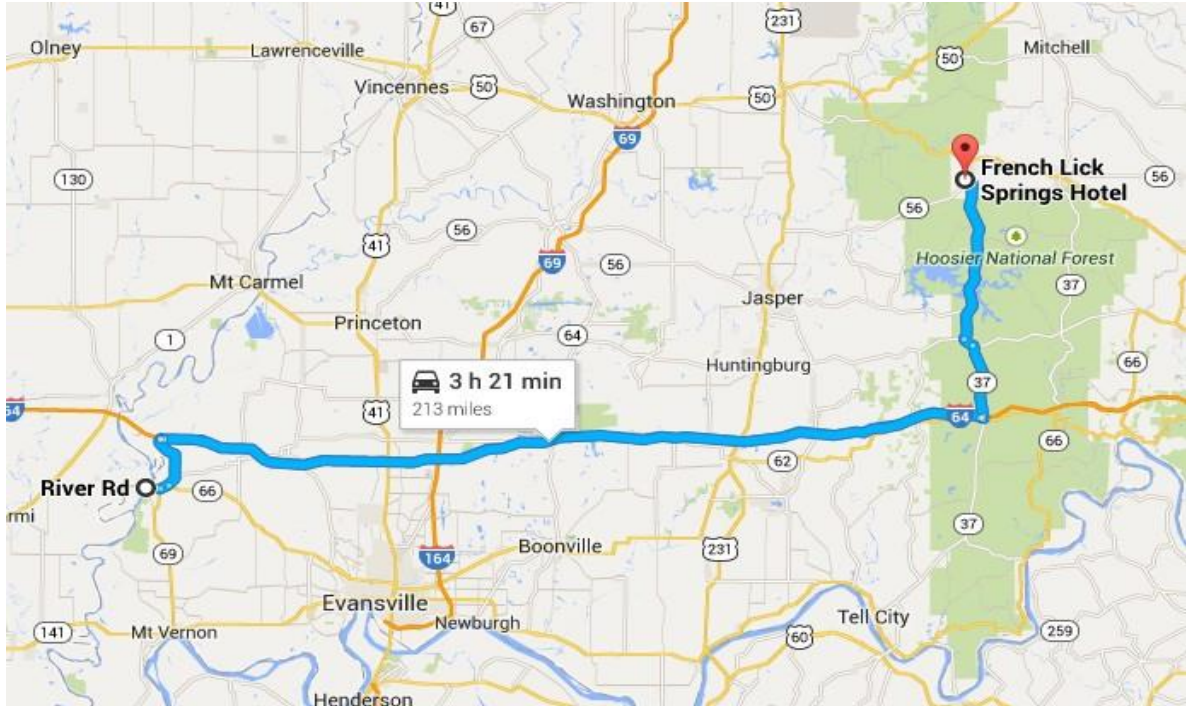 41
Olney
Lawrenceville
67
231
Mitchell
50
Vincennes
50
Washington
50
69
French Lick
Springs Hotel
130
56
56
41
56
69
56
Hoosier National Forest
37
Mt Carmel
Jasper
Princeton
1
64
Huntingburg
66
3 h 21 min
213 miles
37
41
64
64
66
62
River Rd
66
37
69
164
Boonville
231
Evansville
Newburgh
Tell City
141
Mt Vernon
60
259
Henderson